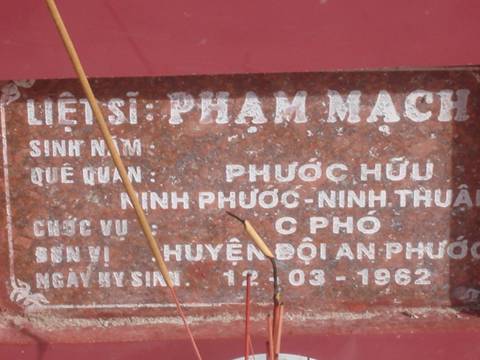 LIỆT SĨ: PHẠM MẠCH
SINH NĂM :
QUÊ QUÁN : PHƯỚC HỮU
NINH PHƯỚC - NINH THUẬN
CHỨC VỤ : C PHÓ
ĐƠN VỊ : HUYỆN ĐỘI AN PHƯỚC
NGÀY HY SINH. 12 - 03 - 1962